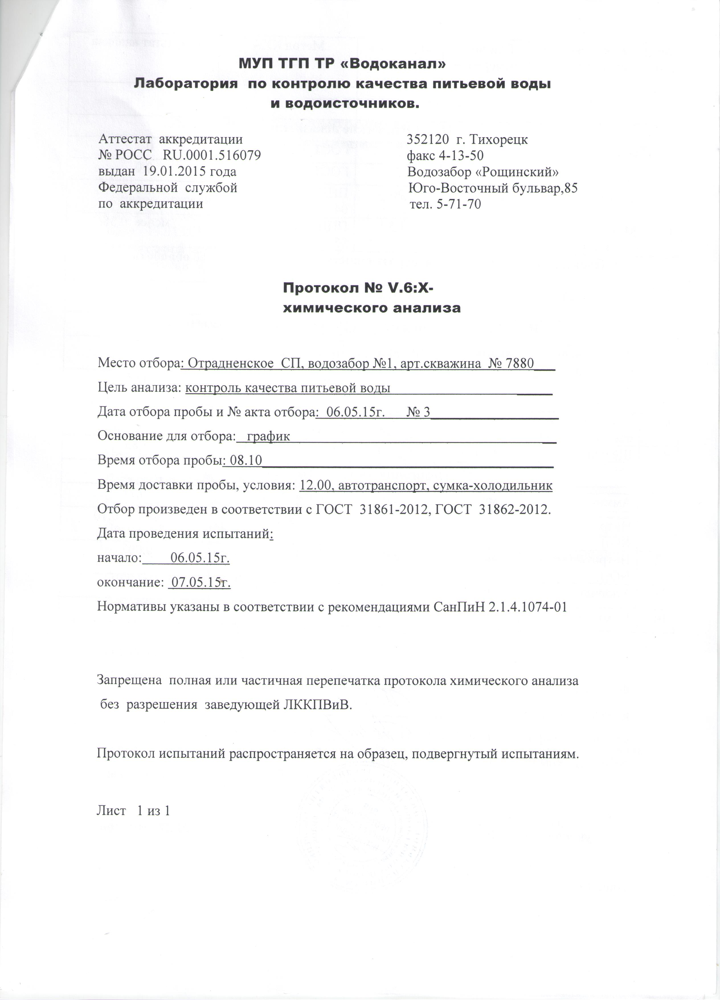 МУП ТГП ТР «Водоканал»
Лаборатория по контролю качества питьевой воды
и водоисточников.
Аттестат аккредитации
№ РОСС RU.0001.516079
выдан 19.01.2015 года
Федеральной службой
по аккредитации
352120 г. Тихорецк
факс 4-13-50
Водозабор «Рощинский»
Юго-Восточный бульвар,85
тел. 5-71-70
Протокол № V.6:X-
химического анализа
Место отбора: Отрадненское СП, водозабор №1, арт.скважина № 7880
Цель анализа: контроль качества питьевой воды
Дата отбора пробы и № акта отбора: 06.05.15г. № 3
Основание для отбора: график
Время отбора пробы: 08.10
Время доставки пробы, условия: 12.00, автотранспорт, сумка-холодильник
Отбор произведен в соответствии с ГОСТ 31861-2012, ГОСТ 31862-2012.
Дата проведения испытаний:
начало: 06.05.15г.
окончание: 07.05.15г.
Нормативы указаны в соответствии с рекомендациями СанПиН 2.1.4.1074-01
Запрещена полная или частичная перепечатка протокола химического анализа
без разрешения заведующей ЛККПВиВ.
Протокол испытаний распространяется на образец, подвергнутый испытаниям.
Лист 1 из 1